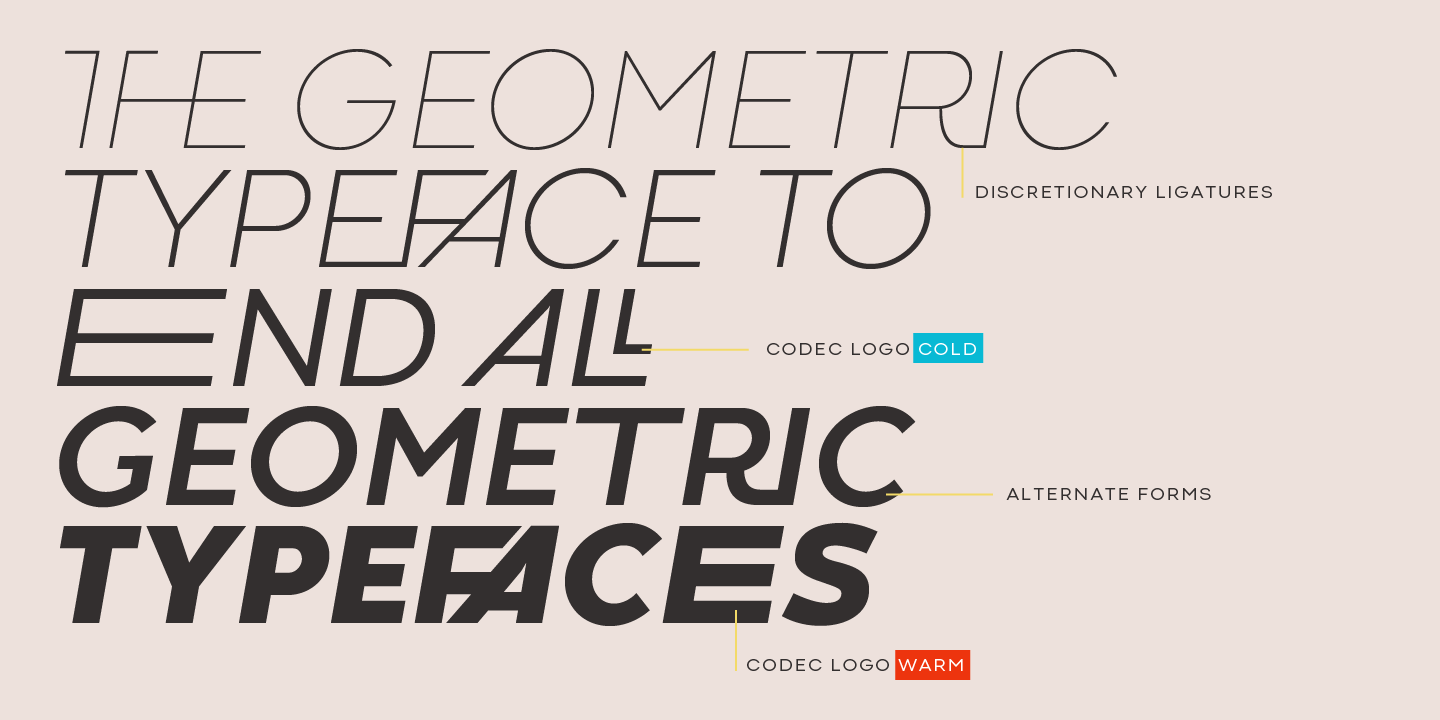 THE GEOMETRIC
TYPEFACE TO
DISCRETIONARY LIGATURES
END ALL
CODEC LOGO COLD
GEOMETRIC
ALTERNATE FORMS
TYPEFACES
CODEC LOGO WARM